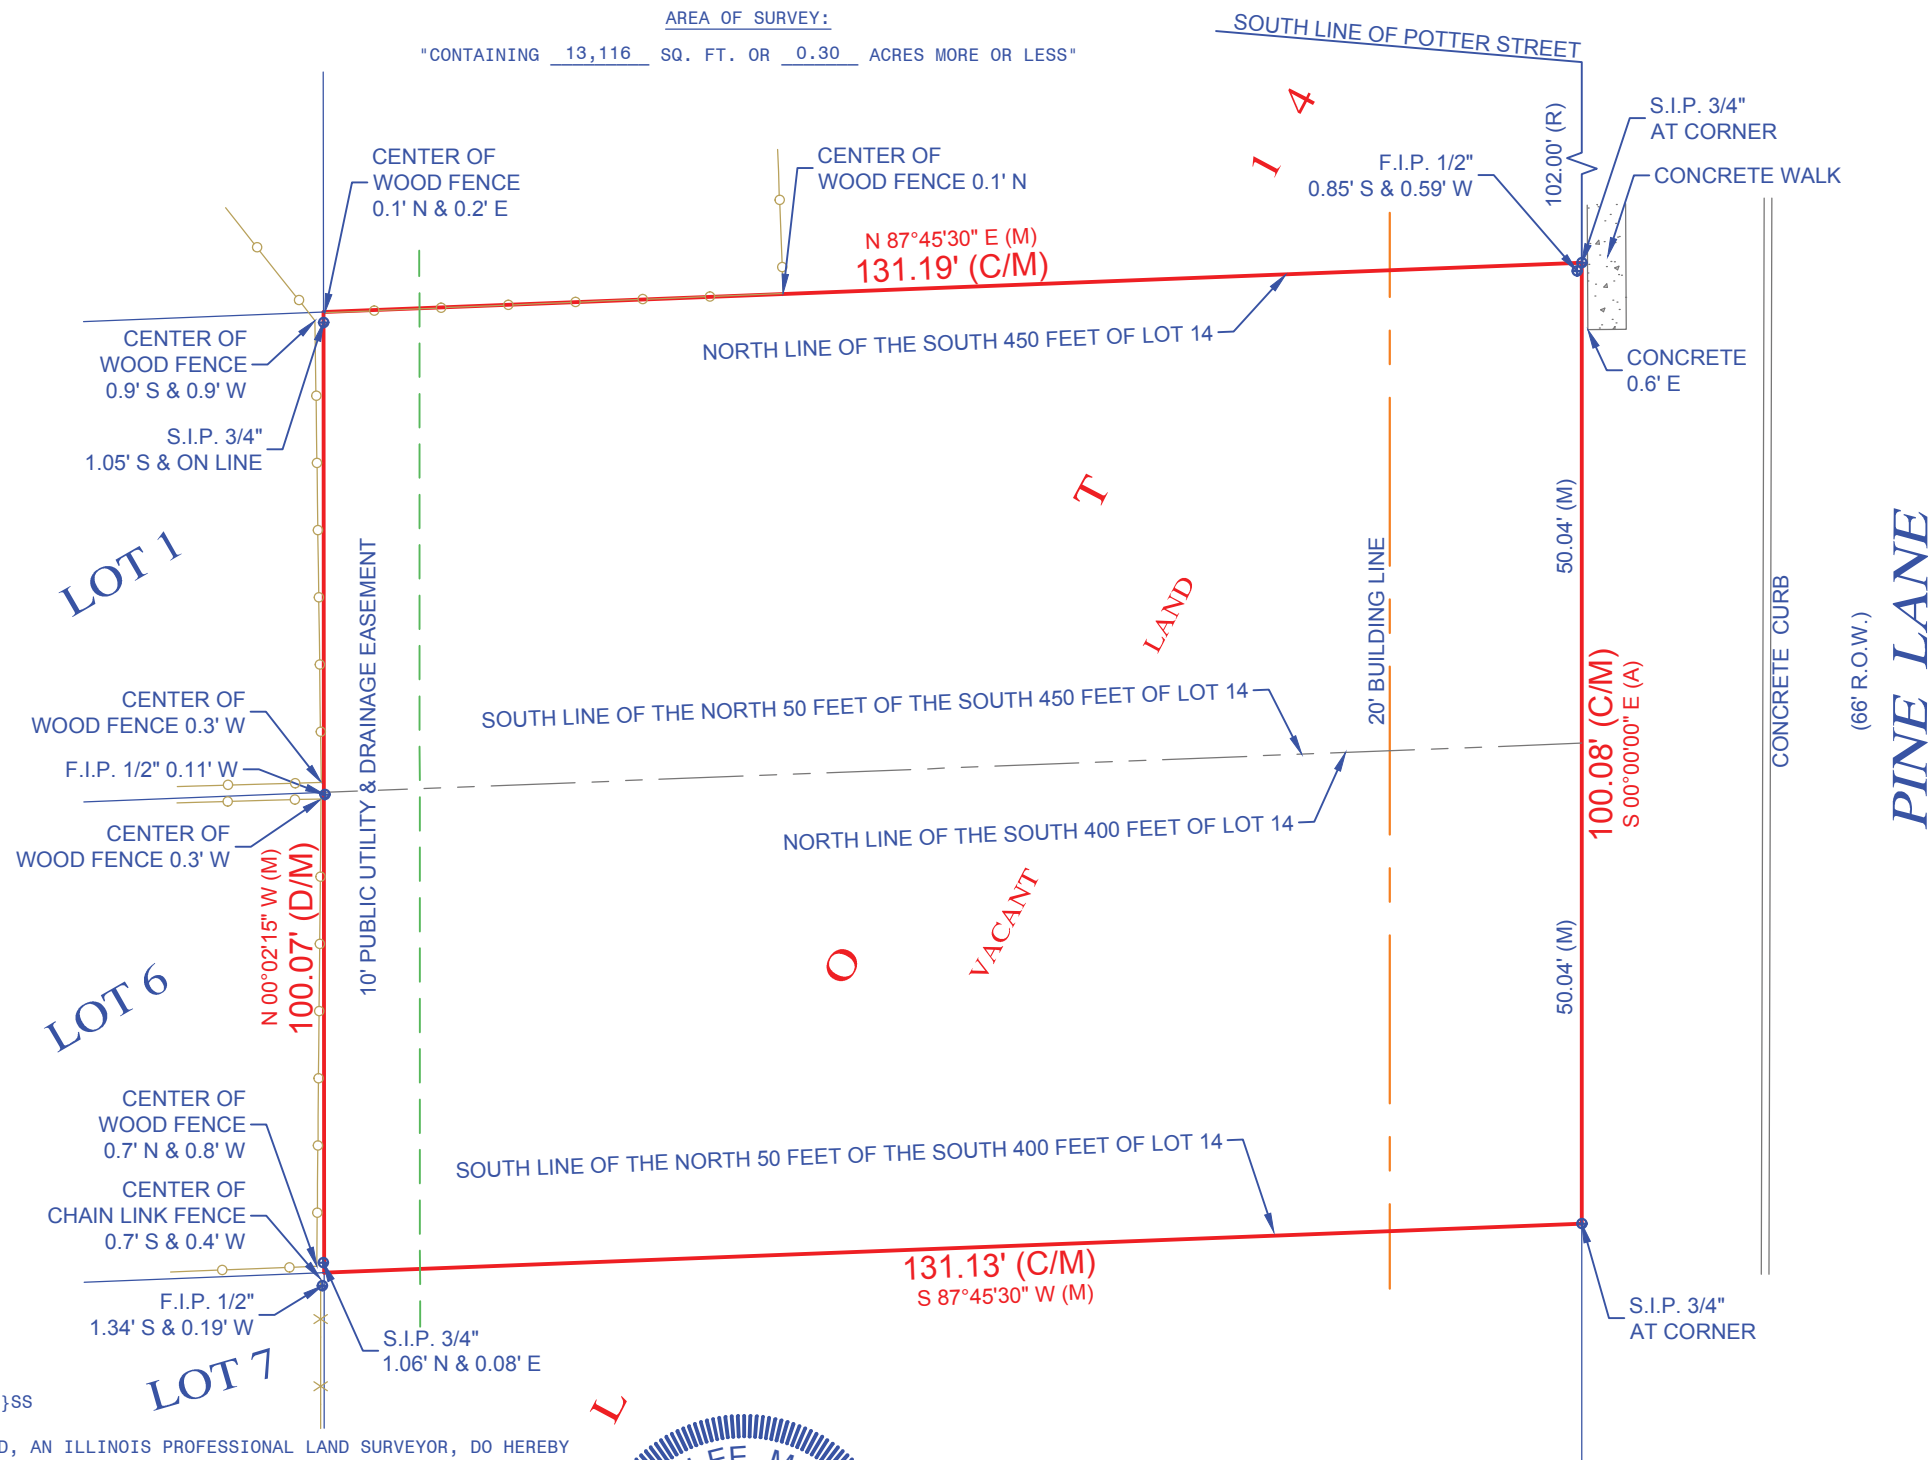 AREA OF SURVEY:
"CONTAINING 13,116 SQ. FT. OR 0.30 ACRES MORE OR LESS"
SOUTH LINE OF POTTER STREET
102.00' (R)
S.I.P. 3/4"
AT CORNER
CONCRETE WALK
F.I.P. 1/2"
0.85' S & 0.59' W
CENTER OF
WOOD FENCE
0.1' N & 0.2' E
CENTER OF
WOOD FENCE 0.1' N
N 87°45'30" E (M)
131.19' (C/M)
NORTH LINE OF THE SOUTH 450 FEET OF LOT 14
CENTER OF
WOOD FENCE
0.9' S & 0.9' W
S.I.P. 3/4"
1.05' S & ON LINE
CONCRETE
0.6' E
LOT 1
10' PUBLIC UTILITY & DRAINAGE EASEMENT
L O T 1 4
VACANT LAND
20' BUILDING LINE
50.04' (M)
100.08' (C/M)
S 00°00'00" E (A)
CONCRETE CURB
(66' R.O.W.)
PINE LANE
SOUTH LINE OF THE NORTH 50 FEET OF THE SOUTH 450 FEET OF LOT 14
CENTER OF
WOOD FENCE 0.3' W
F.I.P. 1/2" 0.11' W
CENTER OF
WOOD FENCE 0.3' W
NORTH LINE OF THE SOUTH 400 FEET OF LOT 14
N 00°02'15" W (M)
100.07' (D/M)
50.04' (M)
LOT 6
CENTER OF
WOOD FENCE
0.7' N & 0.8' W
CENTER OF
CHAIN LINK FENCE
0.7' S & 0.4' W
SOUTH LINE OF THE NORTH 50 FEET OF THE SOUTH 400 FEET OF LOT 14
131.13' (C/M)
S 87°45'30" W (M)
F.I.P. 1/2"
1.34' S & 0.19' W
S.I.P. 3/4"
1.06' N & 0.08' E
S.I.P. 3/4"
AT CORNER
LOT 7
}SS
D, AN ILLINOIS PROFESSIONAL LAND SURVEYOR, DO HEREBY